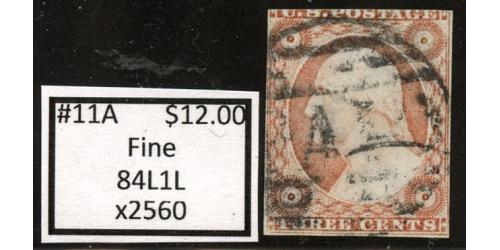 #11A $12.00
Fine
84L1L
x2560
U.S. POSTAGE
THREE CENTS